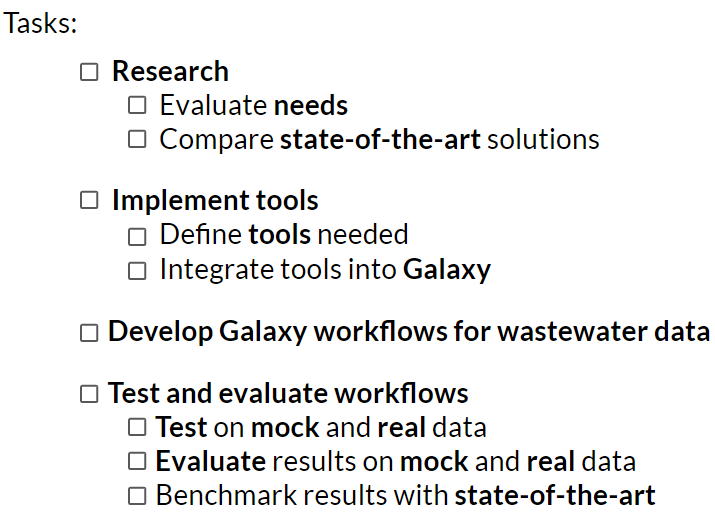 Tasks:
Research
Evaluate needs
Compare state-of-the-art solutions
Implement tools
Define tools needed
Integrate tools into Galaxy
Develop Galaxy workflows for wastewater data
Test and evaluate workflows
Test on mock and real data
Evaluate results on mock and real data
Benchmark results with state-of-the-art